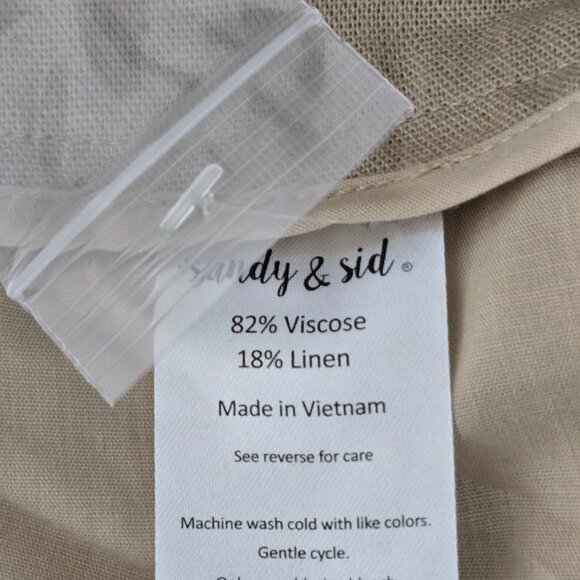 sandy & sid ®
82% Viscose
18% Linen
Made in Vietnam
See reverse for care
Machine wash cold with like colors.
Gentle cycle.